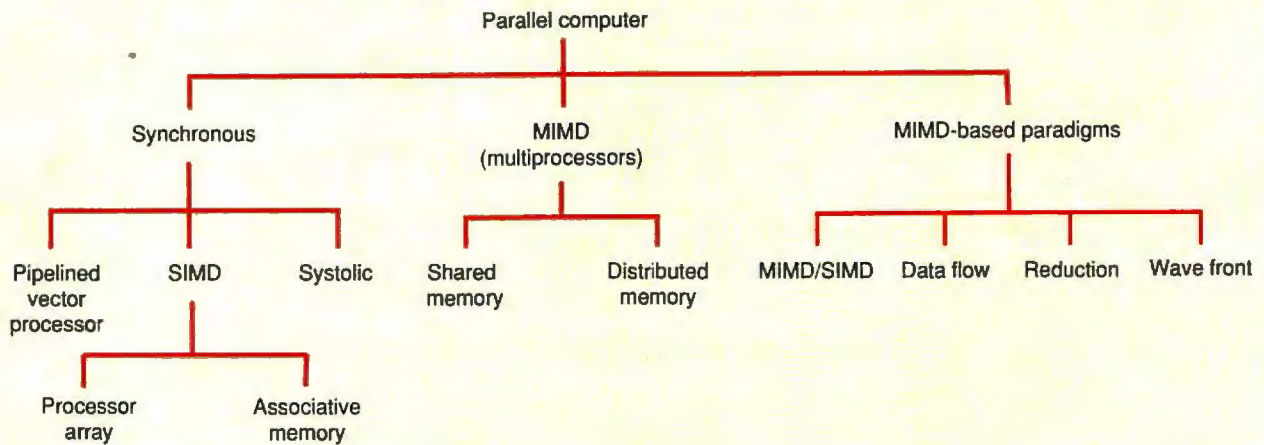 Parallel computer
Synchronous
MIMD
(multiprocessors)
MIMD-based paradigms
Pipelined
vector
processor
SIMD
Systolic
Shared
memory
Distributed
memory
MIMD/SIMD
Data flow
Reduction
Wave front
Processor
array
Associative
memory